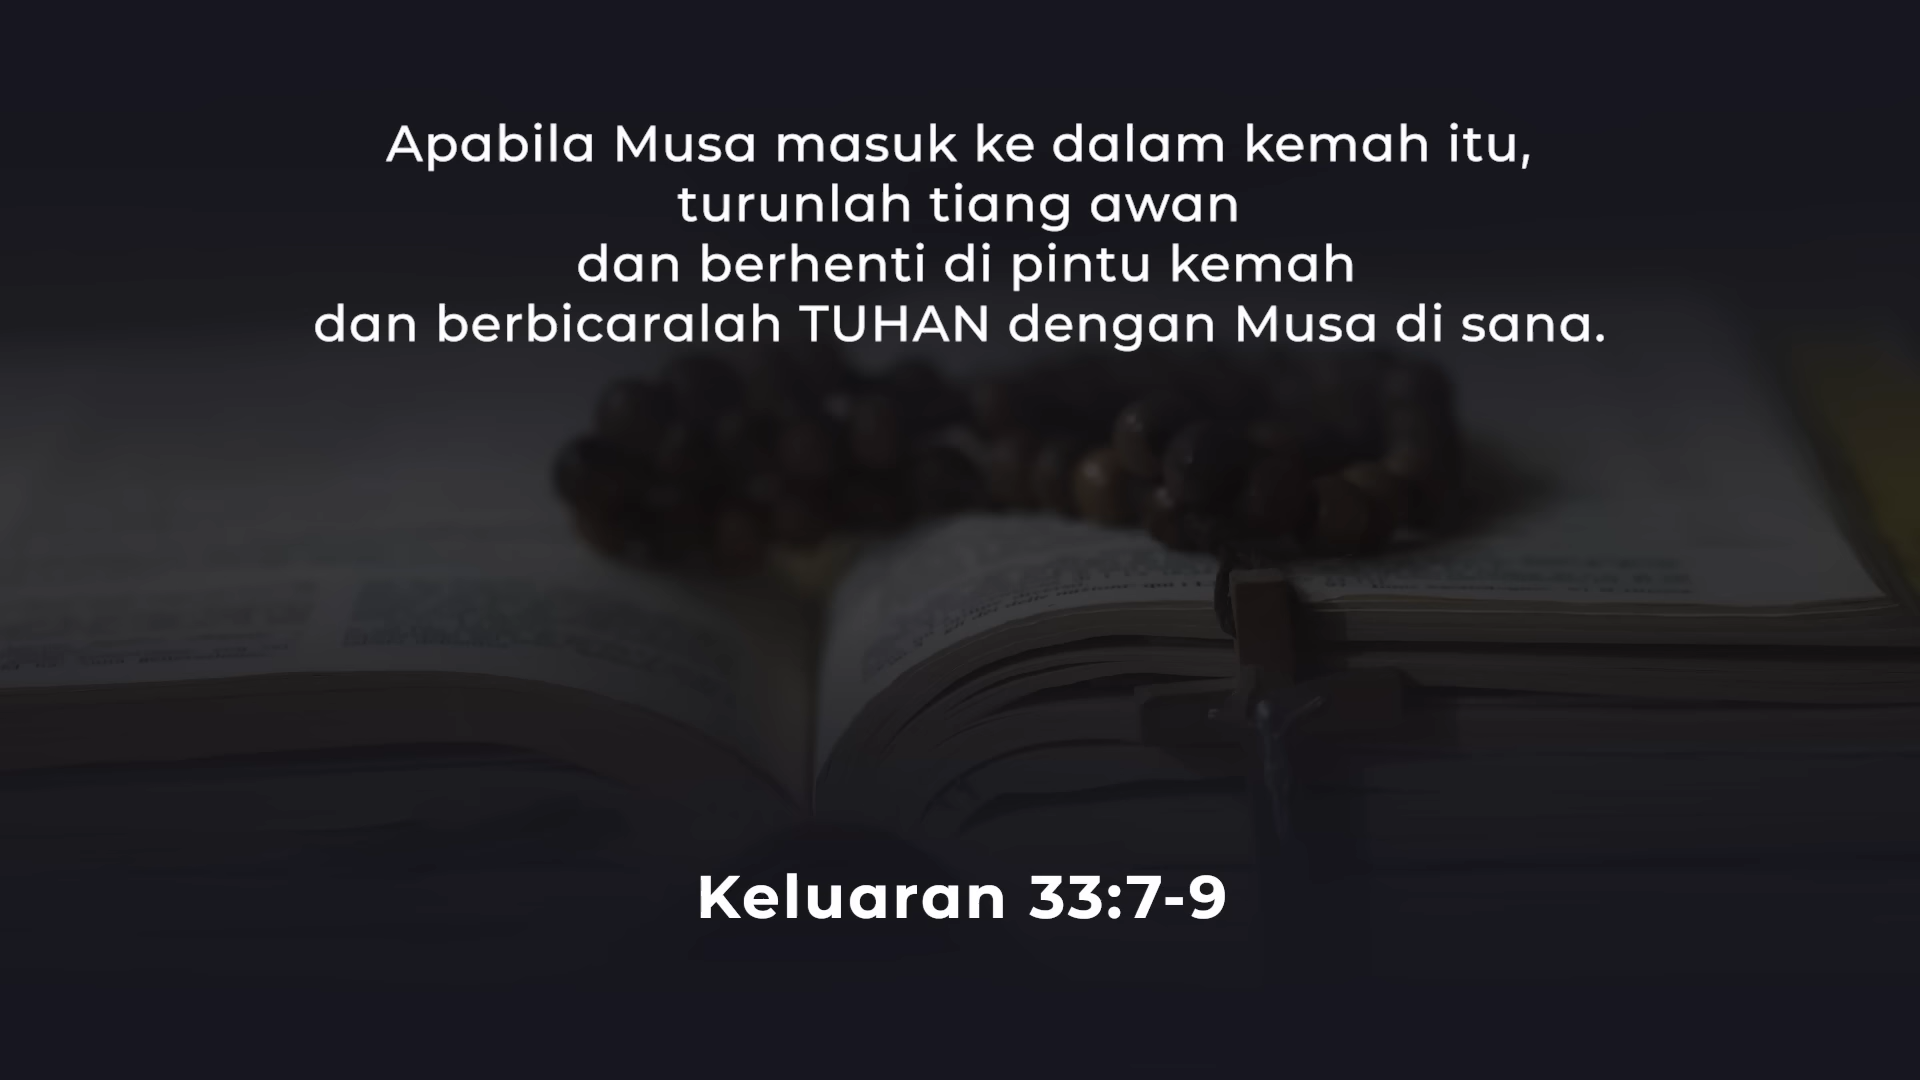 Apabila Musa masuk ke dalam kemah itu,
turunlah tiang awan
dan berhenti di pintu kemah
dan berbicaralah TUHAN dengan Musa di sana.
Keluaran 33:7-9